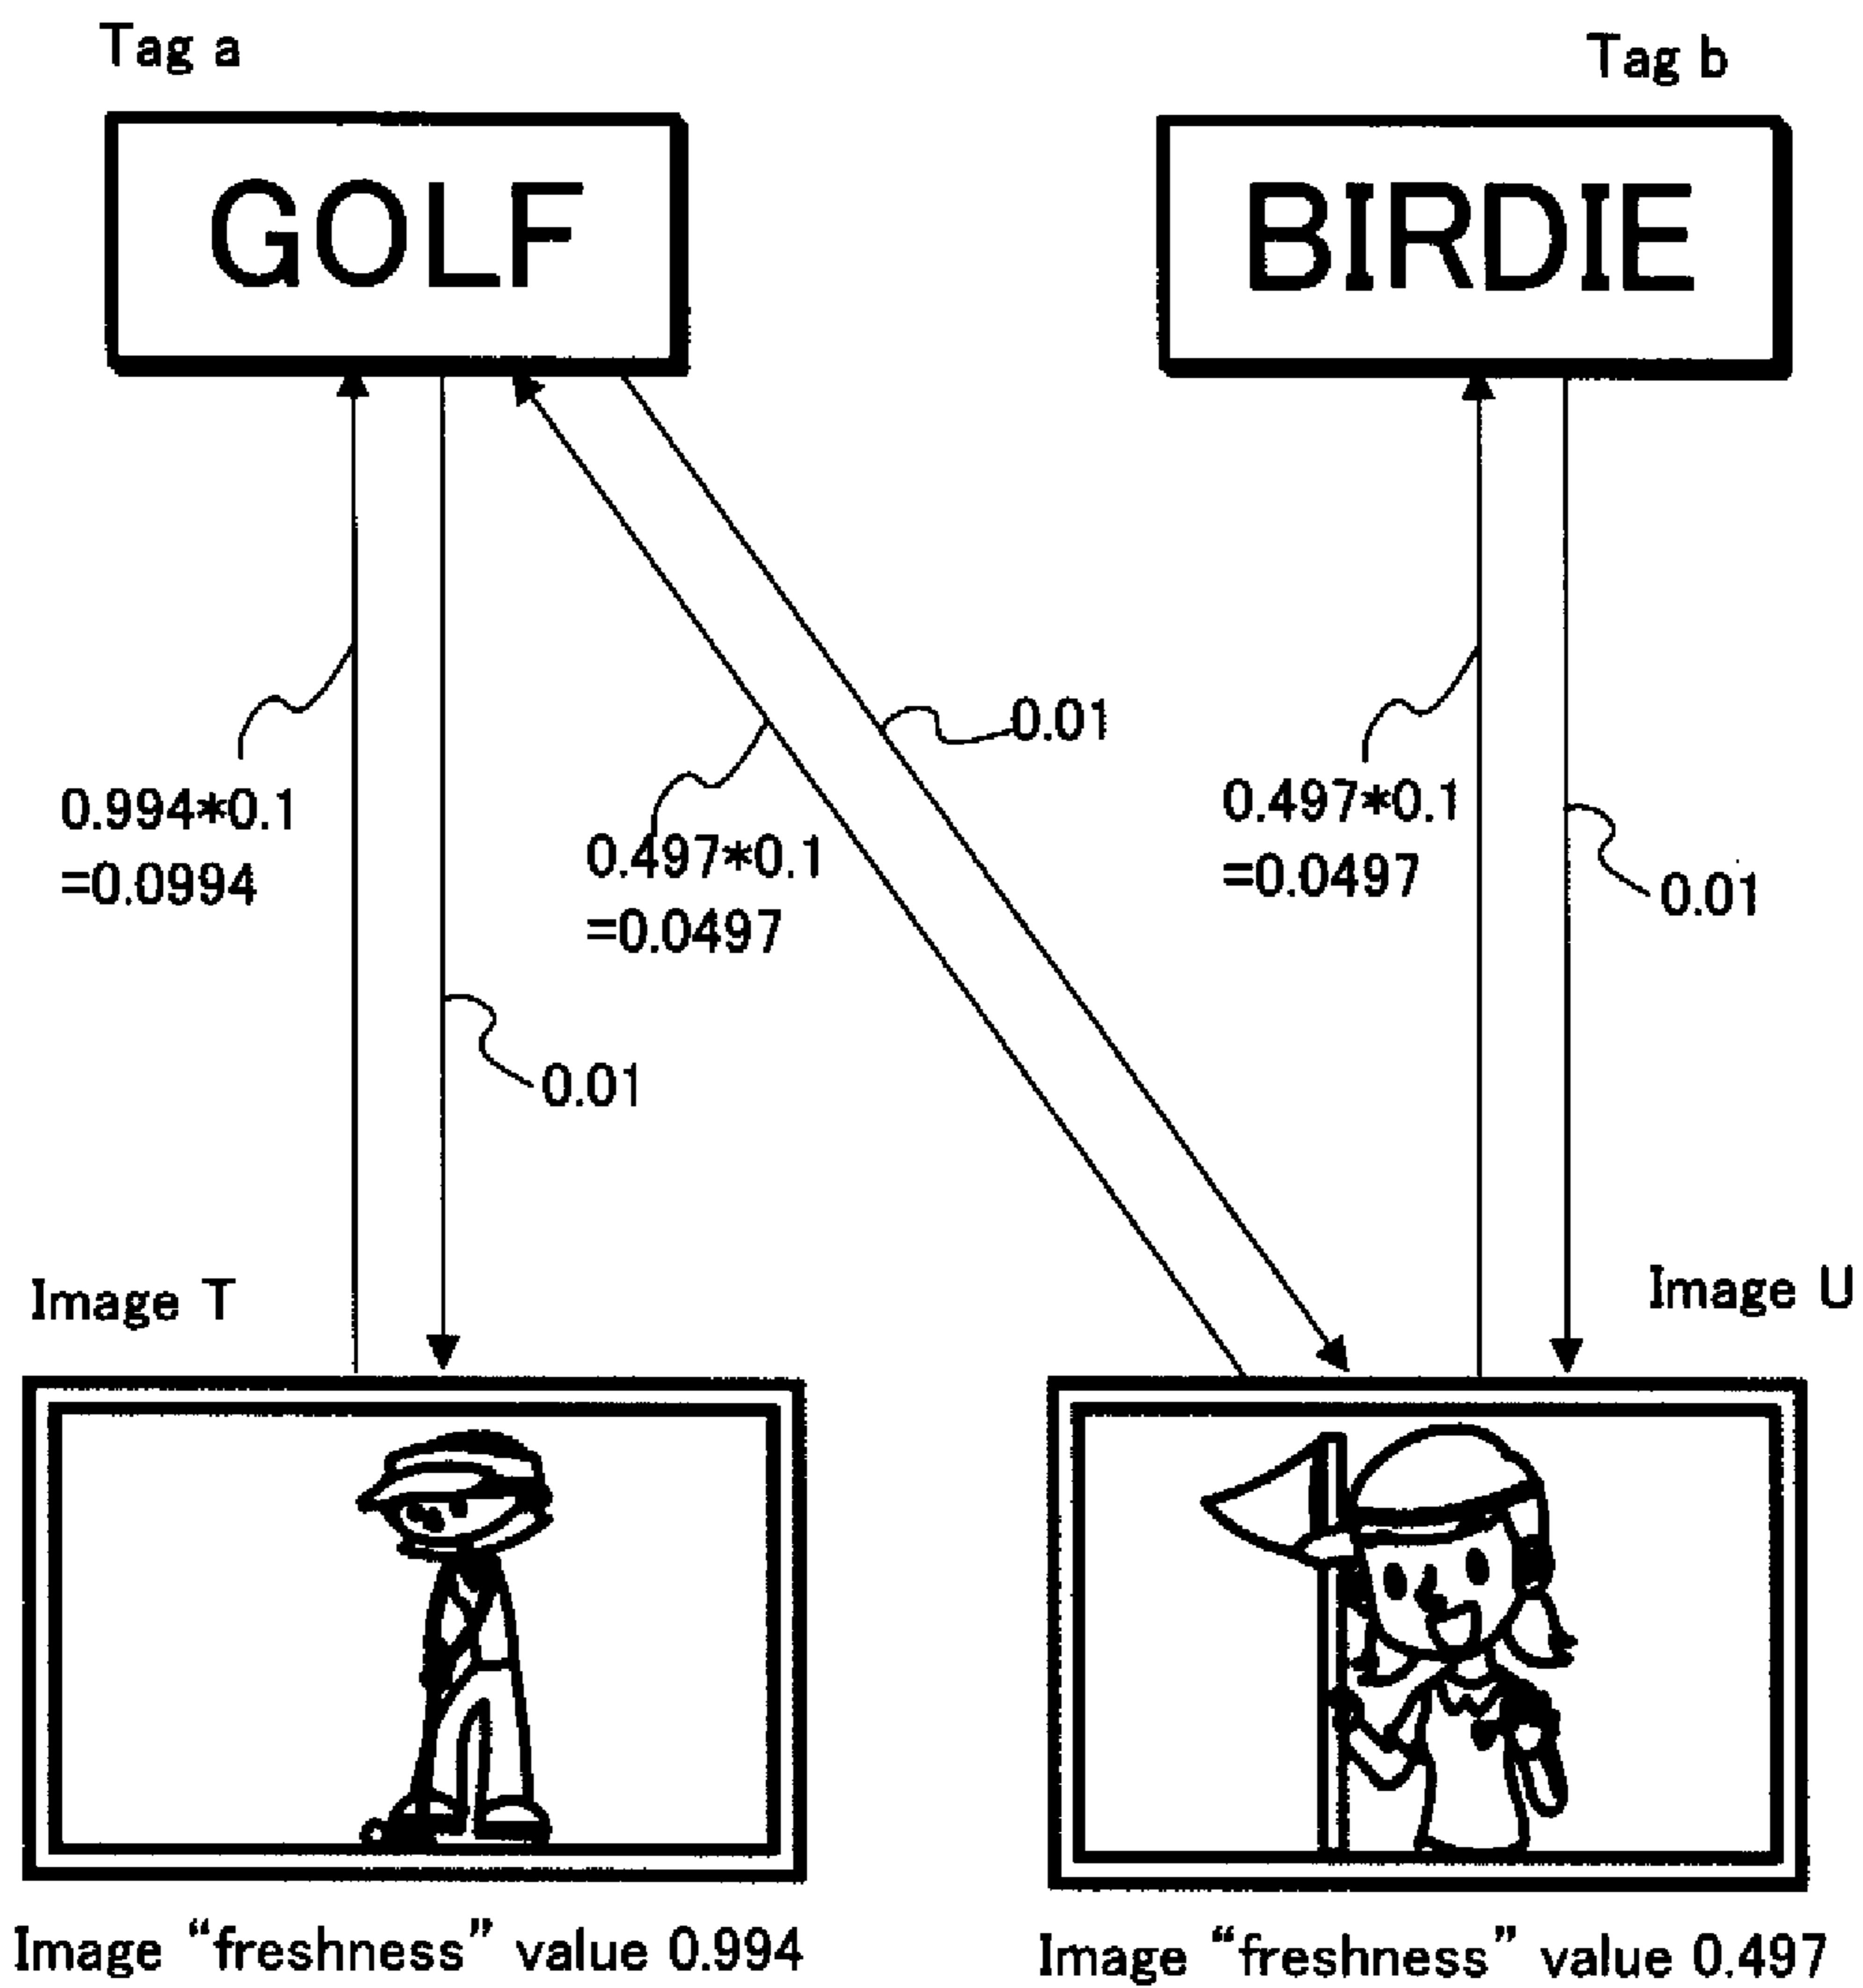 Tag a
Tag b
GOLF
BIRDIE
0.01
0.994*0.1
=0.0994
0.497*0.1
=0.0497
0.497*0.1
=0.0497
0.01
0.01
Image T
Image U
Image “freshness” value 0.994
Image “freshness” value 0.497